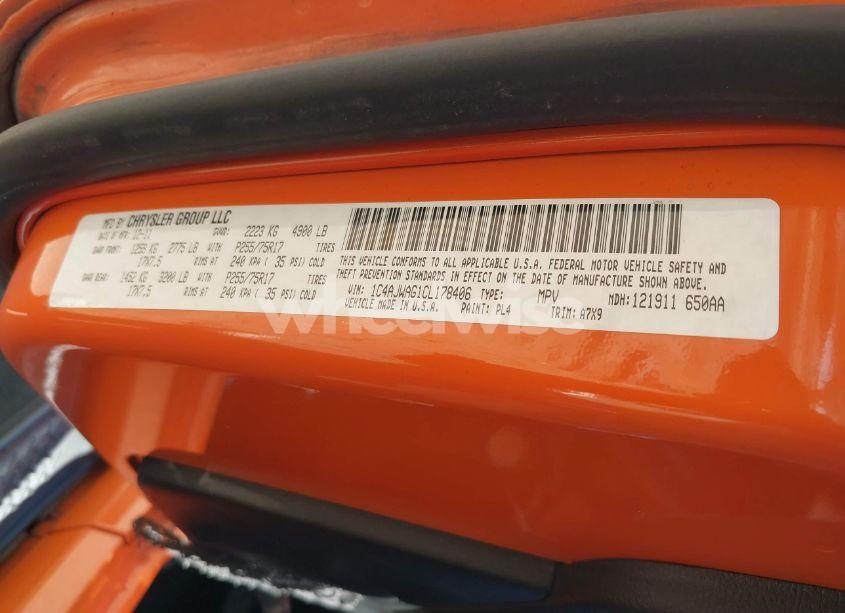 MFD BY CHRYSLER GROUP LLC
DATE OF MFR: 12-11 GVWR: 2223 KG 4900 LB
GAWR FRONT: 1259 KG 2775 LB WITH P255/75R17 TIRES
17X7.5 RIMS AT 240 KPA ( 35 PSI) COLD
GAWR REAR: 1452 KG 3200 LB WITH P255/75R17 TIRES
17X7.5 RIMS AT 240 KPA ( 35 PSI) COLD
THIS VEHICLE CONFORMS TO ALL APPLICABLE U.S.A. FEDERAL MOTOR VEHICLE SAFETY AND
THEFT PREVENTION STANDARDS IN EFFECT ON THE DATE OF MANUFACTURE SHOWN ABOVE.
VIN: 1C4AJWAG1CL178406 TYPE: MPV MDH: 121911 650AA
VEHICLE MADE IN U.S.A. PAINT: PL4 TRIM: A7X9
wheelwise